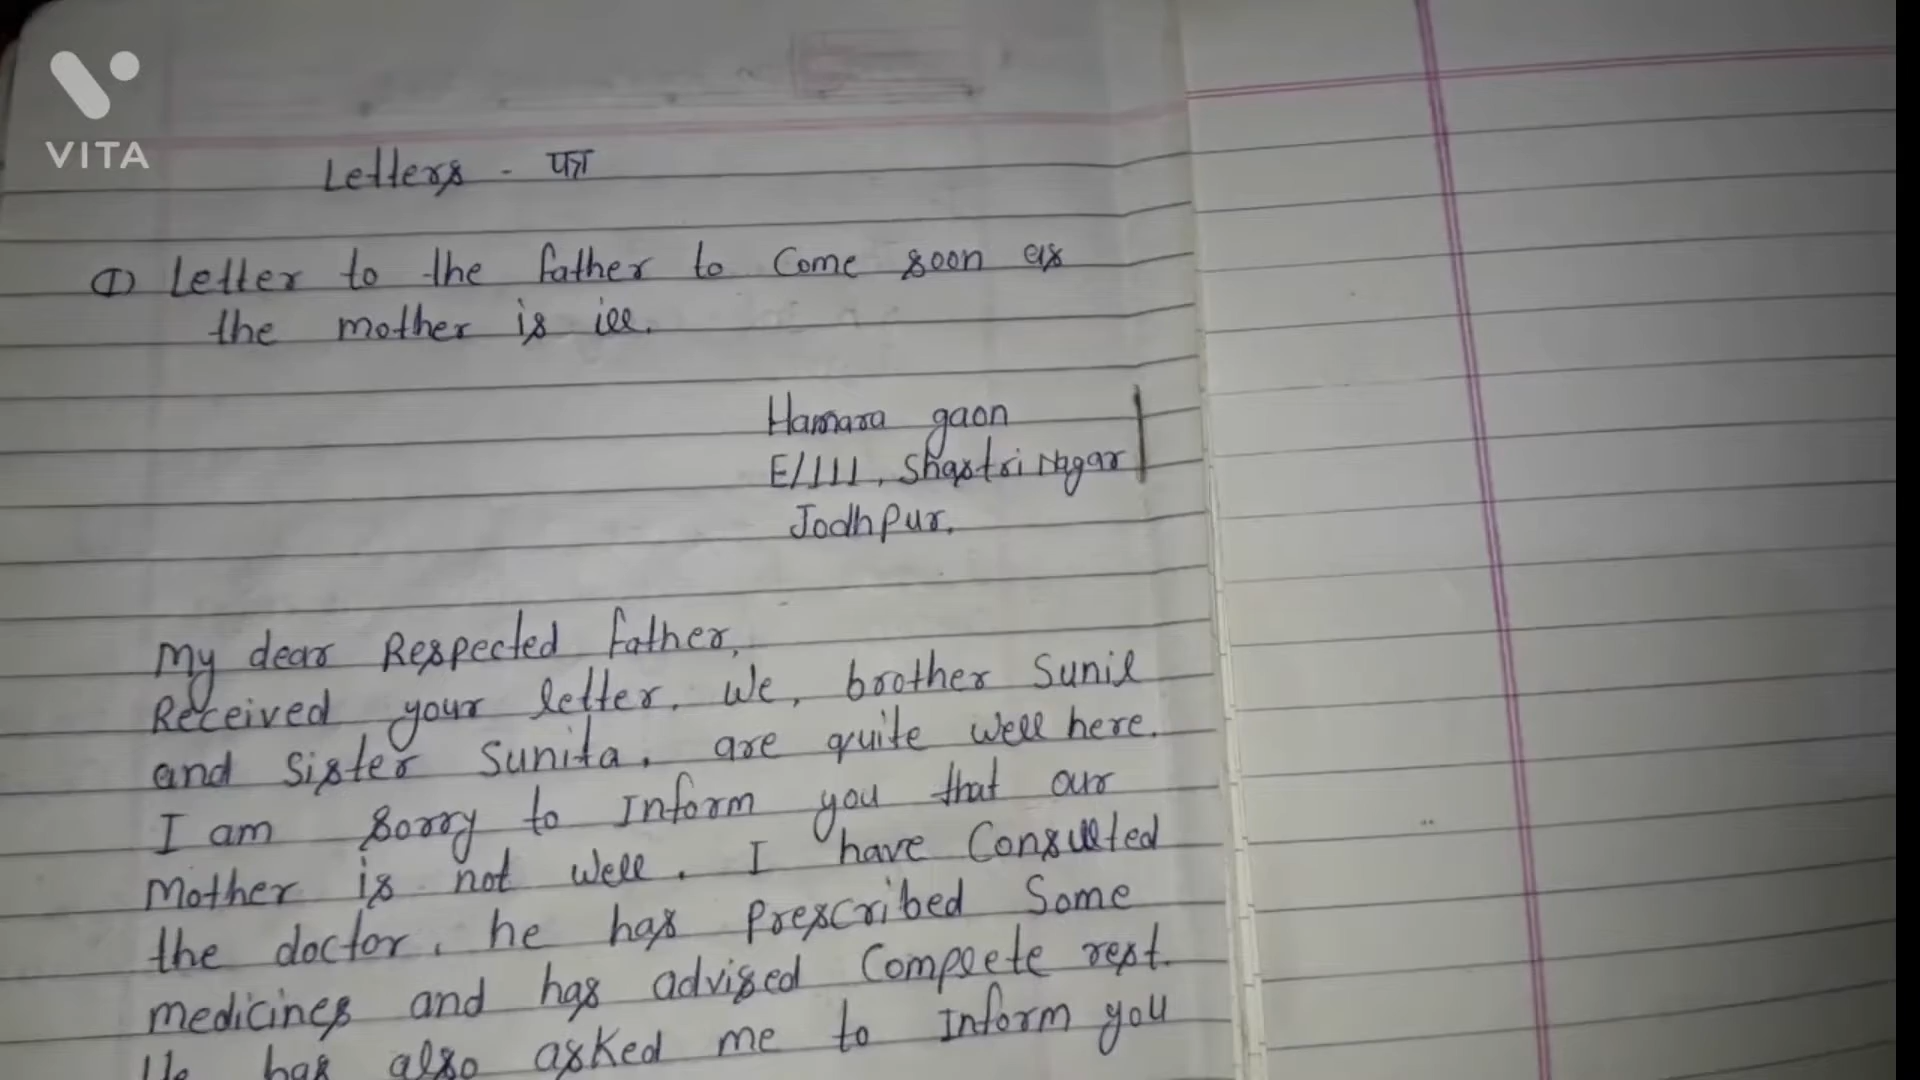 VITA
Letters - पत्र
① Letter to the father to Come soon as
the mother is ill.
Hamara gaon
E/111, Shastri Nagar
Jodhpur.
My dear Respected father,
Received your letter. We, brother Sunil
and Sister Sunita, are quite well here.
I am sorry to Inform you that our
Mother is not well. I have Consulted
the doctor, he has Prescribed Some
medicines and has advised Complete rest.
He has also asked me to Inform you